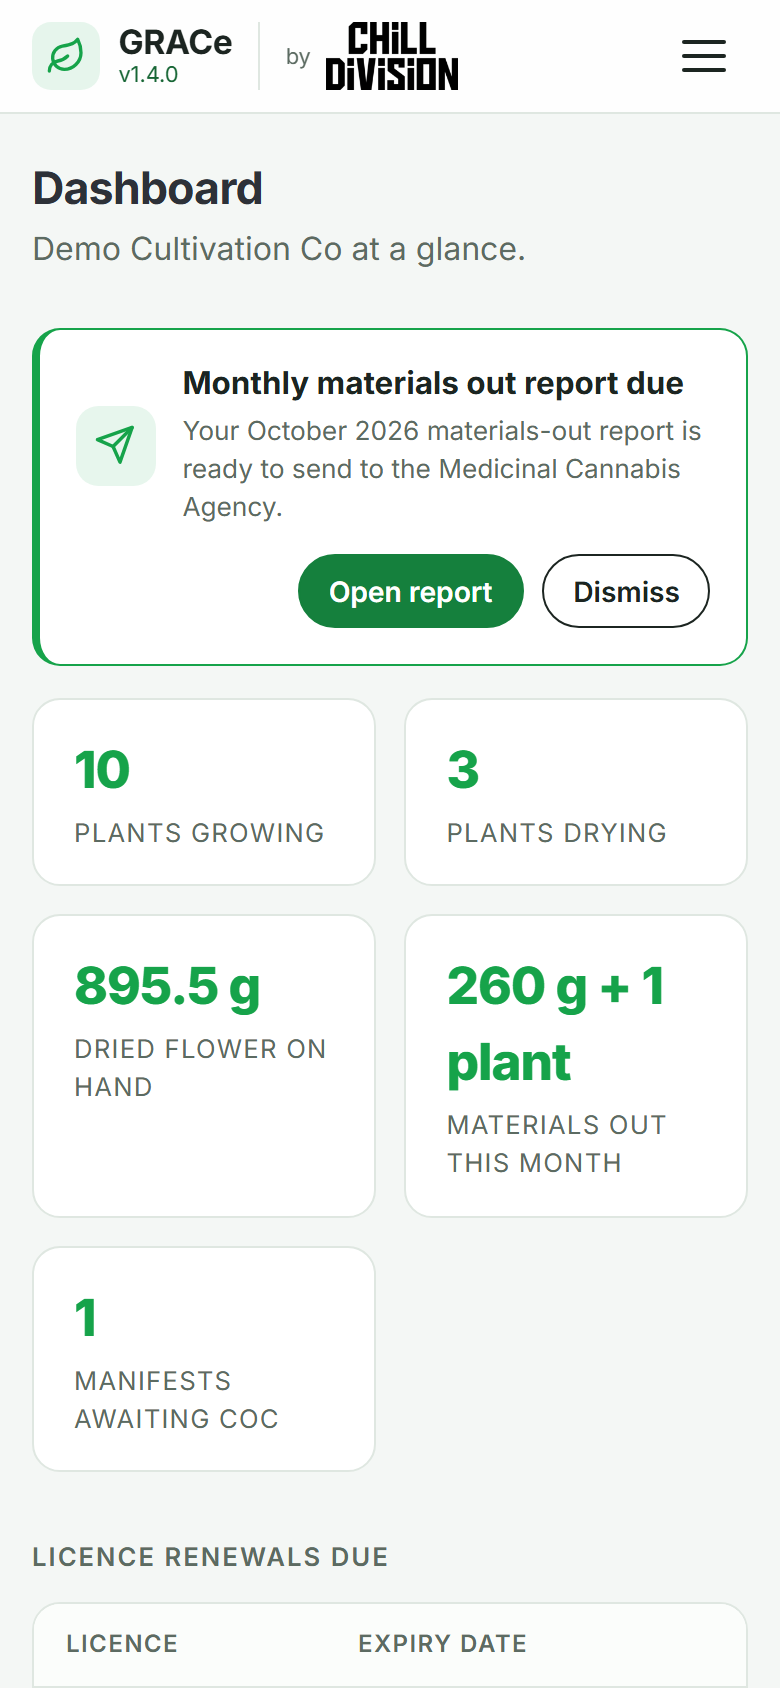 GRACe
v1.4.0
by
CHiLL
DiViSiON
Dashboard
Demo Cultivation Co at a glance.
Monthly materials out report due
Your October 2026 materials-out report is
ready to send to the Medicinal Cannabis
Agency.
Open report
Dismiss
10
PLANTS GROWING
3
PLANTS DRYING
895.5 g
DRIED FLOWER ON
HAND
260 g + 1
plant
MATERIALS OUT
THIS MONTH
1
MANIFESTS
AWAITING COC
LICENCE RENEWALS DUE
LICENCE
EXPIRY DATE